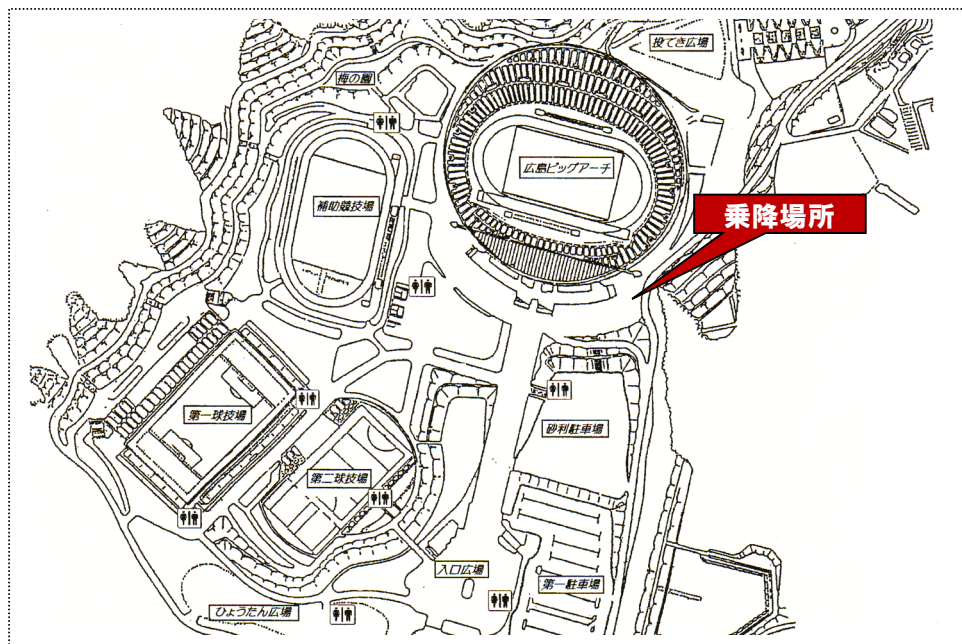 投てき広場
梅の園
広島ビッグアーチ
補助競技場
乗降場所
第一球技場
砂利駐車場
第二球技場
入口広場
第一駐車場
ひょうたん広場